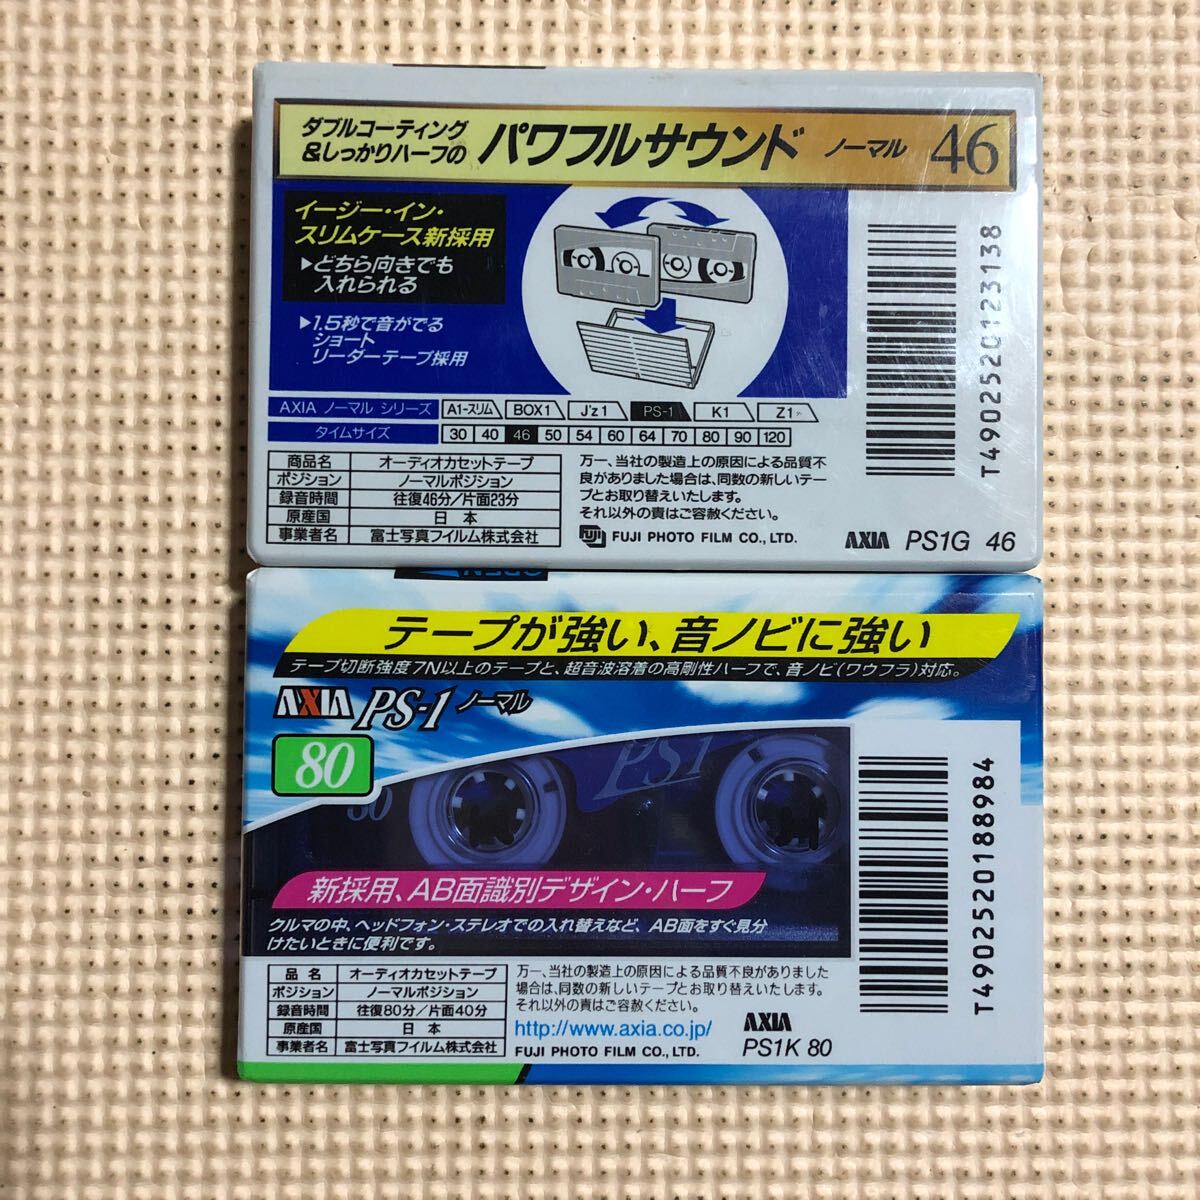 ダブルコーティング
&しっかりハーフの
パワフルサウンド ノーマル 46
イージー・イン・
スリムケース新採用
▶どちら向きでも
入れられる
▶1.5秒で音がでる
ショート
リーダーテープ採用
AXIA ノーマル シリーズ A1-スリム BOX1 J'z1 PS-1 K1 Z1
タイムサイズ 30 40 46 50 54 60 64 70 80 90 120
商品名 オーディオカセットテープ
ポジション ノーマルポジション
録音時間 往復46分/片面23分
原産国 日本
事業者名 富士写真フイルム株式会社
万一、当社の製造上の原因による品質不
良がありました場合は、同数の新しいテー
プとお取り替えいたします。
それ以外の責はご容赦ください。
FUJI FUJI PHOTO FILM CO., LTD.
T4902520123138
AXIA PS1G 46
OPEN
テープが強い、音ノビに強い
テープ切断強度7N以上のテープと、超音波溶着の高剛性ハーフで、音ノビ(ワウフラ)対応。
AXIA PS-1 ノーマル
80
PS1
80
新採用、AB面識別デザイン・ハーフ
クルマの中、ヘッドフォン・ステレオでの入れ替えなど、AB面をすぐ見分
けたいときに便利です。
品名 オーディオカセットテープ
ポジション ノーマルポジション
録音時間 往復80分/片面40分
原産国 日本
事業者名 富士写真フイルム株式会社
万一、当社の製造上の原因による品質不良がありました
場合は、同数の新しいテープとお取り替えいたします。
それ以外の責はご容赦ください。
http://www.axia.co.jp/
FUJI PHOTO FILM CO., LTD.
AXIA
PS1K 80
T4902520188984